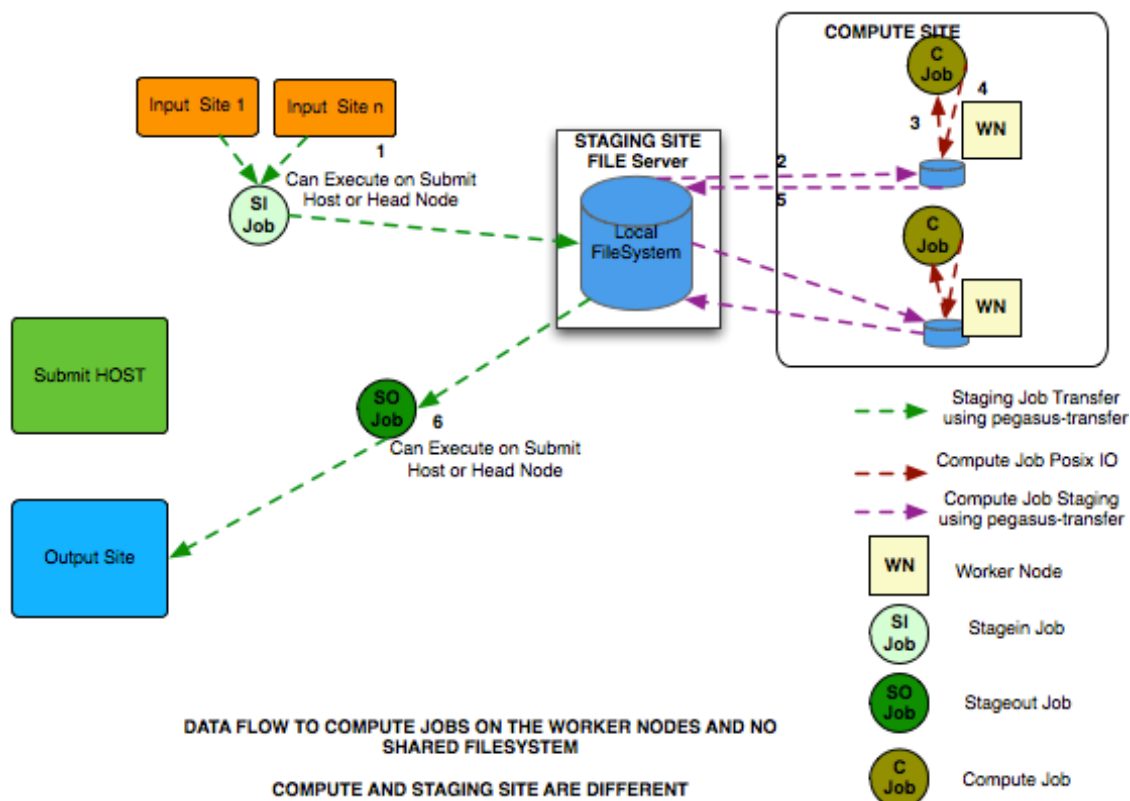 COMPUTE SITE
C
Job
4
3
WN
Input Site 1
Input Site n
1
Can Execute on Submit
Host or Head Node
SI
Job
STAGING SITE
FILE Server
Local
FileSystem
2
5
C
Job
WN
Submit HOST
SO
Job
6
Can Execute on Submit
Host or Head Node
Output Site
Staging Job Transfer
using pegasus-transfer
Compute Job Posix IO
Compute Job Staging
using pegasus-transfer
WN
Worker Node
SI
Job
Stagein Job
SO
Job
Stageout Job
C
Job
Compute Job
DATA FLOW TO COMPUTE JOBS ON THE WORKER NODES AND NO
SHARED FILESYSTEM
COMPUTE AND STAGING SITE ARE DIFFERENT